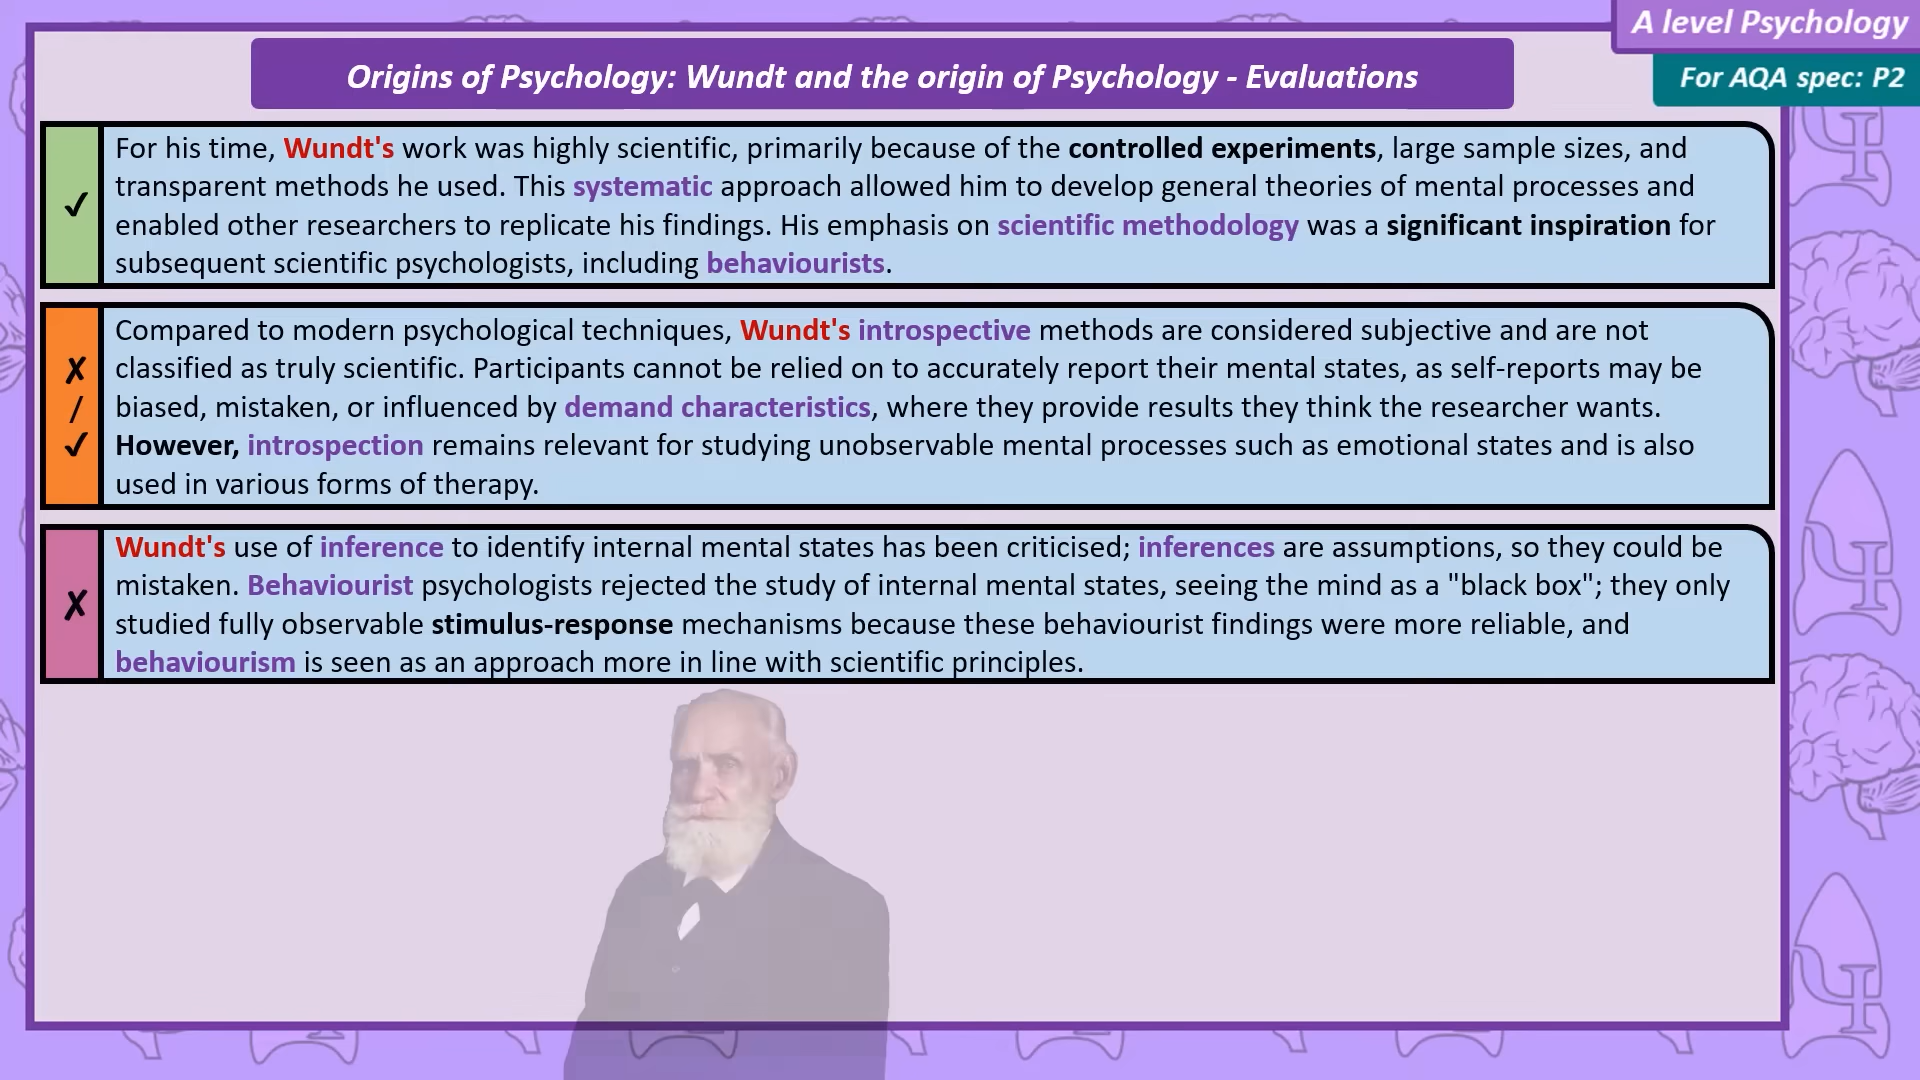 A level Psychology
For AQA spec: P2
Origins of Psychology: Wundt and the origin of Psychology - Evaluations
✓
For his time, Wundt's work was highly scientific, primarily because of the controlled experiments, large sample sizes, and
transparent methods he used. This systematic approach allowed him to develop general theories of mental processes and
enabled other researchers to replicate his findings. His emphasis on scientific methodology was a significant inspiration for
subsequent scientific psychologists, including behaviourists.
✗
/
✓
Compared to modern psychological techniques, Wundt's introspective methods are considered subjective and are not
classified as truly scientific. Participants cannot be relied on to accurately report their mental states, as self-reports may be
biased, mistaken, or influenced by demand characteristics, where they provide results they think the researcher wants.
However, introspection remains relevant for studying unobservable mental processes such as emotional states and is also
used in various forms of therapy.
✗
Wundt's use of inference to identify internal mental states has been criticised; inferences are assumptions, so they could be
mistaken. Behaviourist psychologists rejected the study of internal mental states, seeing the mind as a "black box"; they only
studied fully observable stimulus-response mechanisms because these behaviourist findings were more reliable, and
behaviourism is seen as an approach more in line with scientific principles.